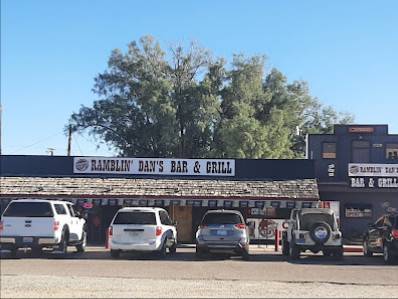 RAMBLIN' DAN'S BAR & GRILL
RAMBLIN' DAN'S
BAR & GRILL